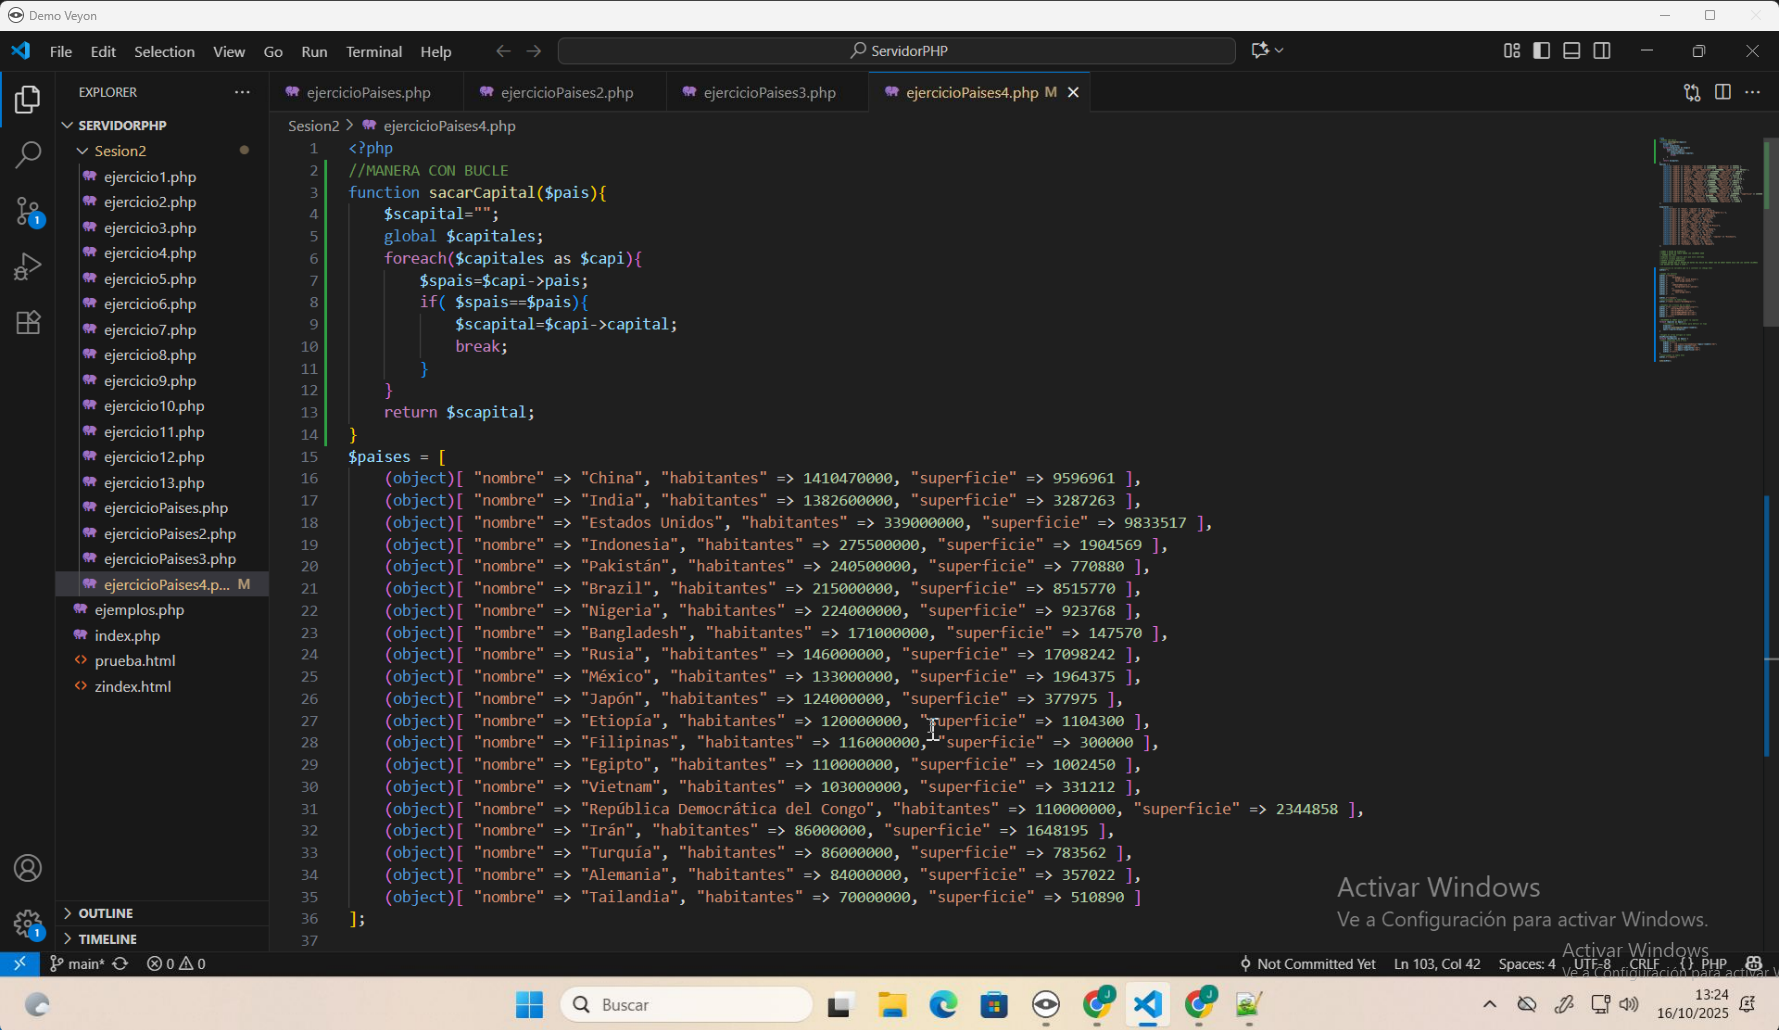 Demo Veyon
File Edit Selection View Go Run Terminal Help
ServidorPHP
EXPLORER
ejercicioPaises.php
ejercicioPaises2.php
ejercicioPaises3.php
ejercicioPaises4.php M
SERVIDORPHP
Sesion2
ejercicio1.php
ejercicio2.php
ejercicio3.php
ejercicio4.php
ejercicio5.php
ejercicio6.php
ejercicio7.php
ejercicio8.php
ejercicio9.php
ejercicio10.php
ejercicio11.php
ejercicio12.php
ejercicio13.php
ejercicioPaises.php
ejercicioPaises2.php
ejercicioPaises3.php
ejercicioPaises4.p... M
ejemplos.php
index.php
prueba.html
zindex.html
OUTLINE
TIMELINE
Sesion2 > ejercicioPaises4.php
1 <?php
2 //MANERA CON BUCLE
3 function sacarCapital($pais){
4 $scapital="";
5 global $capitales;
6 foreach($capitales as $capi){
7 $spais=$capi->pais;
8 if( $spais==$pais){
9 $scapital=$capi->capital;
10 break;
11 }
12 }
13 return $scapital;
14 }
15 $paises = [
16 (object)[ "nombre" => "China", "habitantes" => 1410470000, "superficie" => 9596961 ],
17 (object)[ "nombre" => "India", "habitantes" => 1382600000, "superficie" => 3287263 ],
18 (object)[ "nombre" => "Estados Unidos", "habitantes" => 339000000, "superficie" => 9833517 ],
19 (object)[ "nombre" => "Indonesia", "habitantes" => 275500000, "superficie" => 1904569 ],
20 (object)[ "nombre" => "Pakistán", "habitantes" => 240500000, "superficie" => 770880 ],
21 (object)[ "nombre" => "Brazil", "habitantes" => 215000000, "superficie" => 8515770 ],
22 (object)[ "nombre" => "Nigeria", "habitantes" => 224000000, "superficie" => 923768 ],
23 (object)[ "nombre" => "Bangladesh", "habitantes" => 171000000, "superficie" => 147570 ],
24 (object)[ "nombre" => "Rusia", "habitantes" => 146000000, "superficie" => 17098242 ],
25 (object)[ "nombre" => "México", "habitantes" => 133000000, "superficie" => 1964375 ],
26 (object)[ "nombre" => "Japón", "habitantes" => 124000000, "superficie" => 377975 ],
27 (object)[ "nombre" => "Etiopía", "habitantes" => 120000000, "superficie" => 1104300 ],
28 (object)[ "nombre" => "Filipinas", "habitantes" => 116000000, "superficie" => 300000 ],
29 (object)[ "nombre" => "Egipto", "habitantes" => 110000000, "superficie" => 1002450 ],
30 (object)[ "nombre" => "Vietnam", "habitantes" => 103000000, "superficie" => 331212 ],
31 (object)[ "nombre" => "República Democrática del Congo", "habitantes" => 110000000, "superficie" => 2344858 ],
32 (object)[ "nombre" => "Irán", "habitantes" => 86000000, "superficie" => 1648195 ],
33 (object)[ "nombre" => "Turquía", "habitantes" => 86000000, "superficie" => 783562 ],
34 (object)[ "nombre" => "Alemania", "habitantes" => 84000000, "superficie" => 357022 ],
35 (object)[ "nombre" => "Tailandia", "habitantes" => 70000000, "superficie" => 510890 ]
36 ];
37
Activar Windows
Ve a Configuración para activar Windows.
Activar Windows
Ve a Configuración para activar
main* 0 0
Not Committed Yet Ln 103, Col 42 Spaces: 4 UTF-8 CRLF {} PHP
Buscar
13:24
16/10/2025